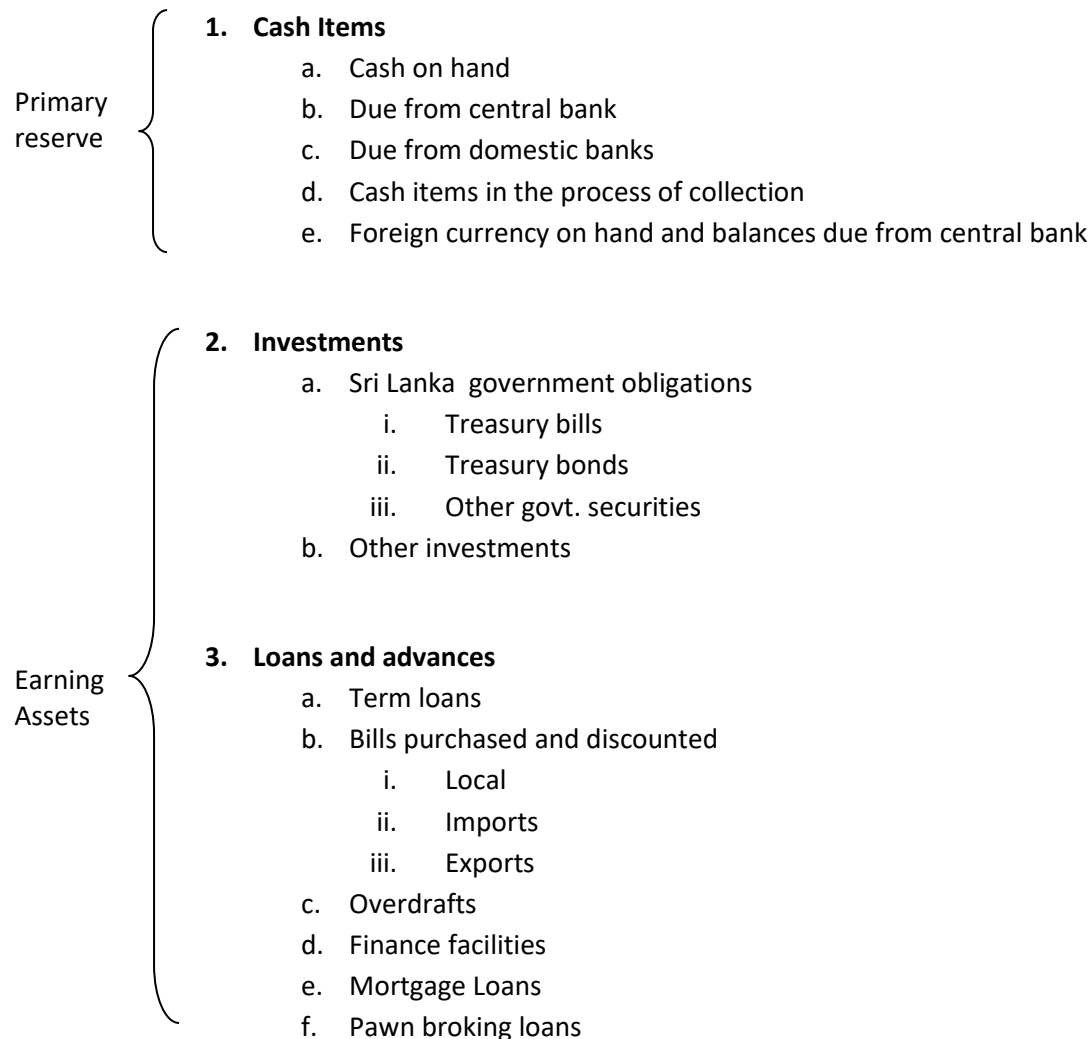 1. Cash Items
a. Cash on hand
Primary
reserve
b. Due from central bank
c. Due from domestic banks
d. Cash items in the process of collection
e. Foreign currency on hand and balances due from central bank
2. Investments
a. Sri Lanka government obligations
i. Treasury bills
ii. Treasury bonds
iii. Other govt. securities
b. Other investments
Earning
Assets
3. Loans and advances
a. Term loans
b. Bills purchased and discounted
i. Local
ii. Imports
iii. Exports
c. Overdrafts
d. Finance facilities
e. Mortgage Loans
f. Pawn broking loans